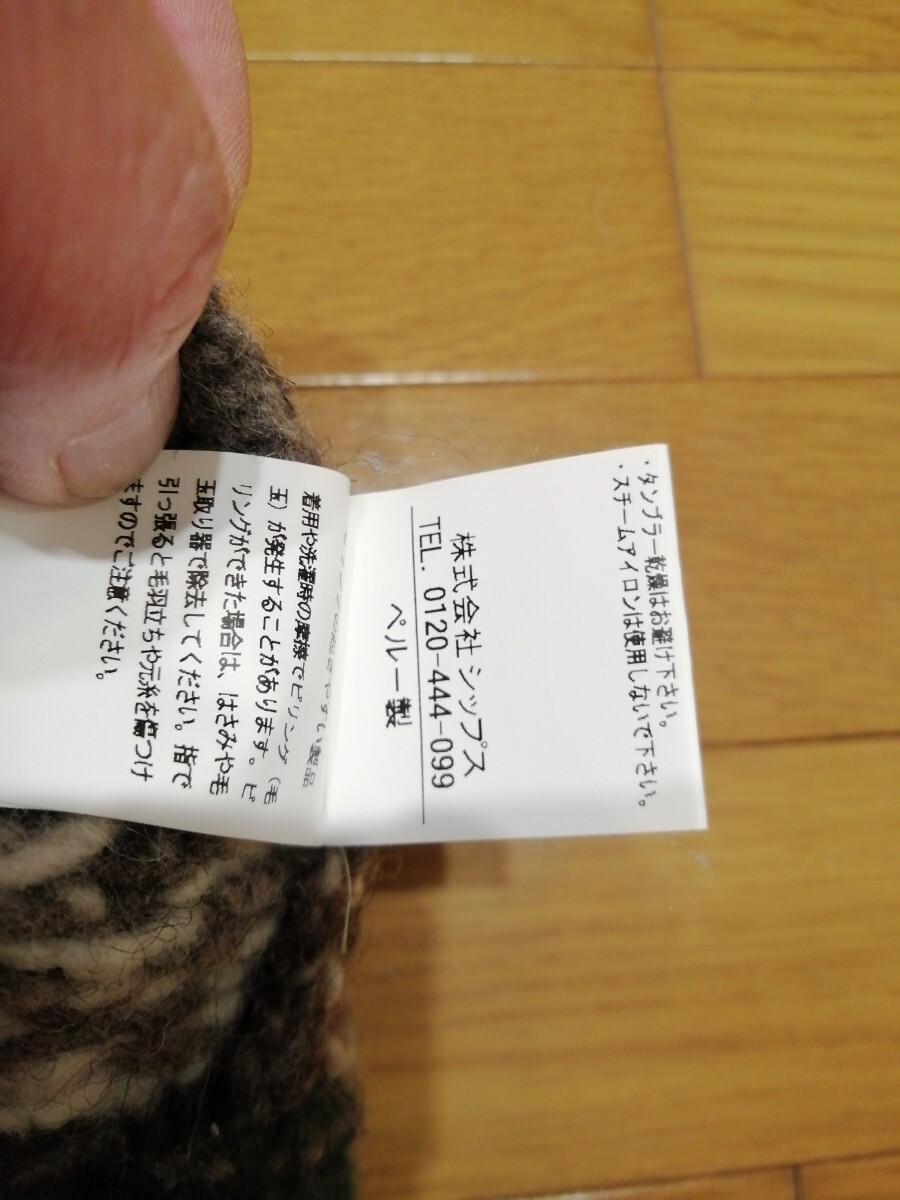 ・タンブラー乾燥はお避け下さい。
・スチームアイロンは使用しないで下さい。
株式会社 シップス
TEL. 0120-444-099
ペルー製
やすい製品
着用や洗濯時の摩擦でピリング（毛
玉）が発生することがあります。ピ
リングができた場合は、はさみや毛
玉取り器で除去してください。指で
引っ張ると毛羽立ちや元糸を傷つけ
ますのでご注意ください。